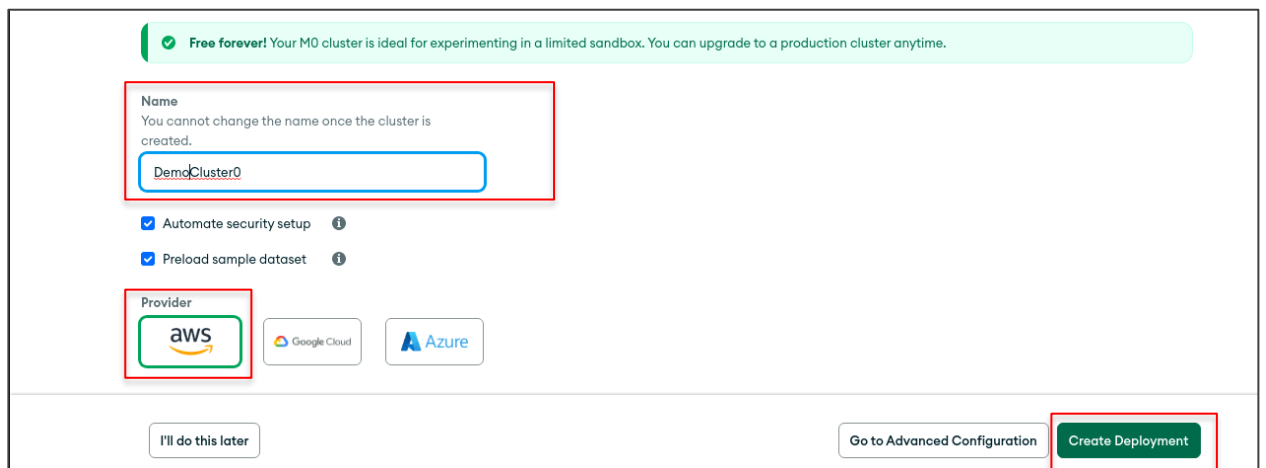 Free forever! Your M0 cluster is ideal for experimenting in a limited sandbox. You can upgrade to a production cluster anytime.
Name
You cannot change the name once the cluster is
created.
DemoCluster0
Automate security setup
Preload sample dataset
Provider
aws Google Cloud Azure
I'll do this later Go to Advanced Configuration Create Deployment